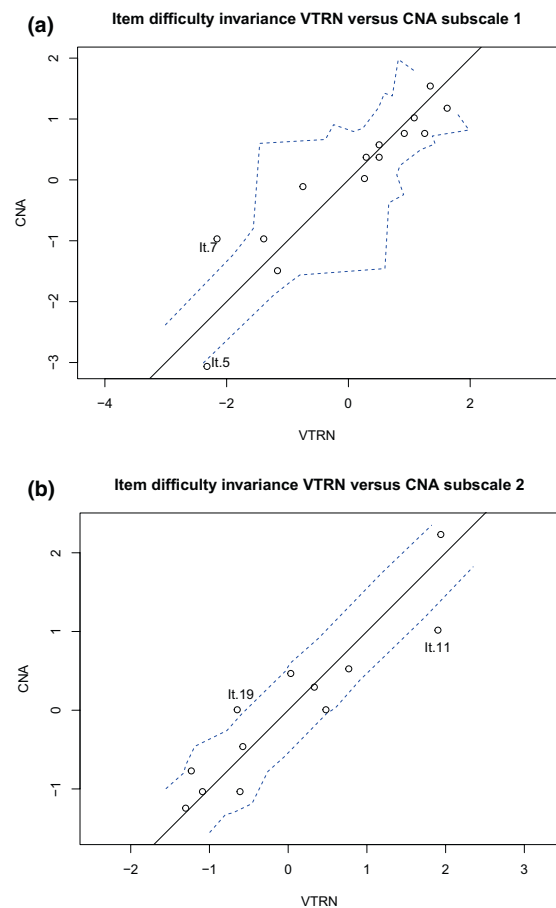 (a)
Item difficulty invariance VTRN versus CNA subscale 1
2
1
0
−1
−2
−3
CNA
It.7
It.5
−4 −2 0 2
VTRN
(b)
Item difficulty invariance VTRN versus CNA subscale 2
2
1
0
−1
CNA
It.19
It.11
−2 −1 0 1 2 3
VTRN